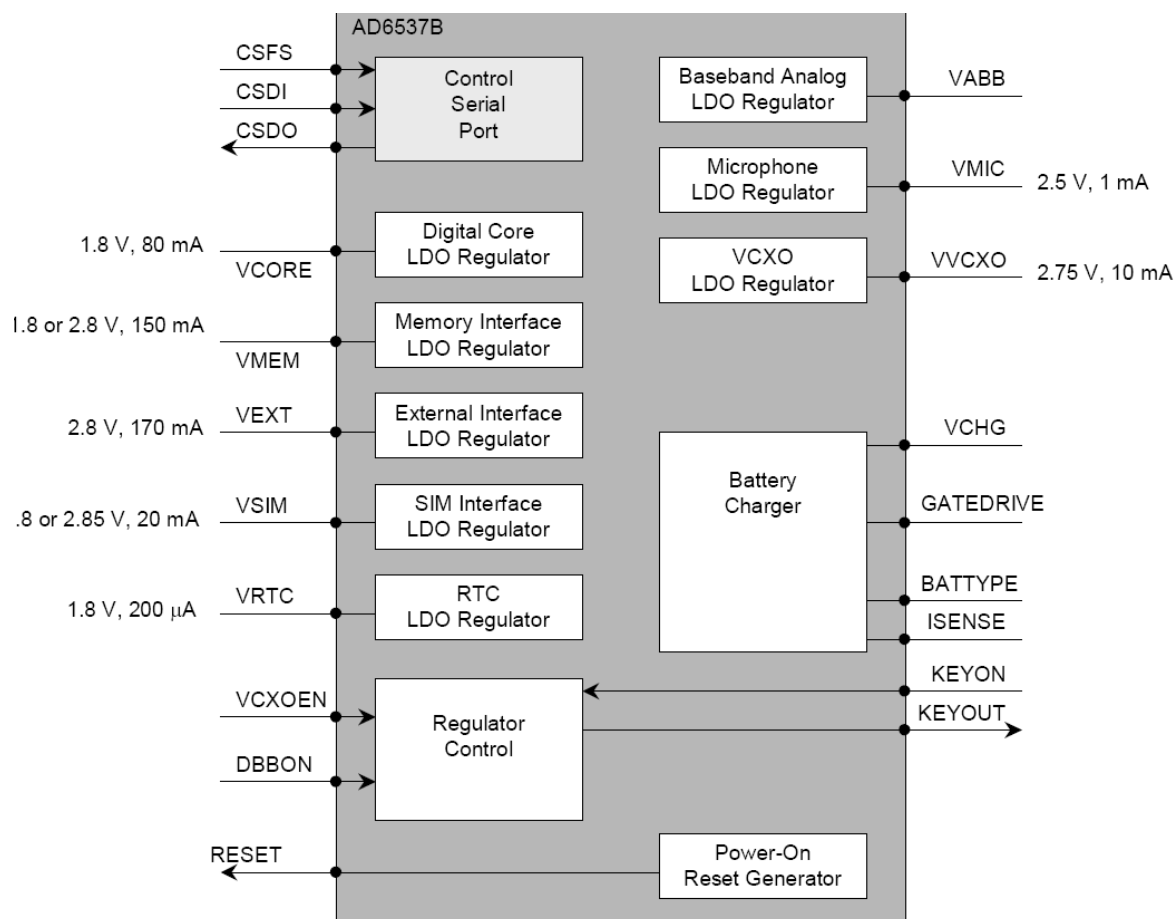 AD6537B
CSFS
CSDI
CSDO
Control
Serial
Port
Baseband Analog
LDO Regulator
VABB
Microphone
LDO Regulator
VMIC
2.5 V, 1 mA
1.8 V, 80 mA
VCORE
Digital Core
LDO Regulator
VCXO
LDO Regulator
VVCXO
2.75 V, 10 mA
1.8 or 2.8 V, 150 mA
VMEM
Memory Interface
LDO Regulator
2.8 V, 170 mA
VEXT
External Interface
LDO Regulator
.8 or 2.85 V, 20 mA
VSIM
SIM Interface
LDO Regulator
1.8 V, 200 μA
VRTC
RTC
LDO Regulator
Battery
Charger
VCHG
GATEDRIVE
BATTYPE
ISENSE
VCXOEN
DBBON
Regulator
Control
KEYON
KEYOUT
RESET
Power-On
Reset Generator